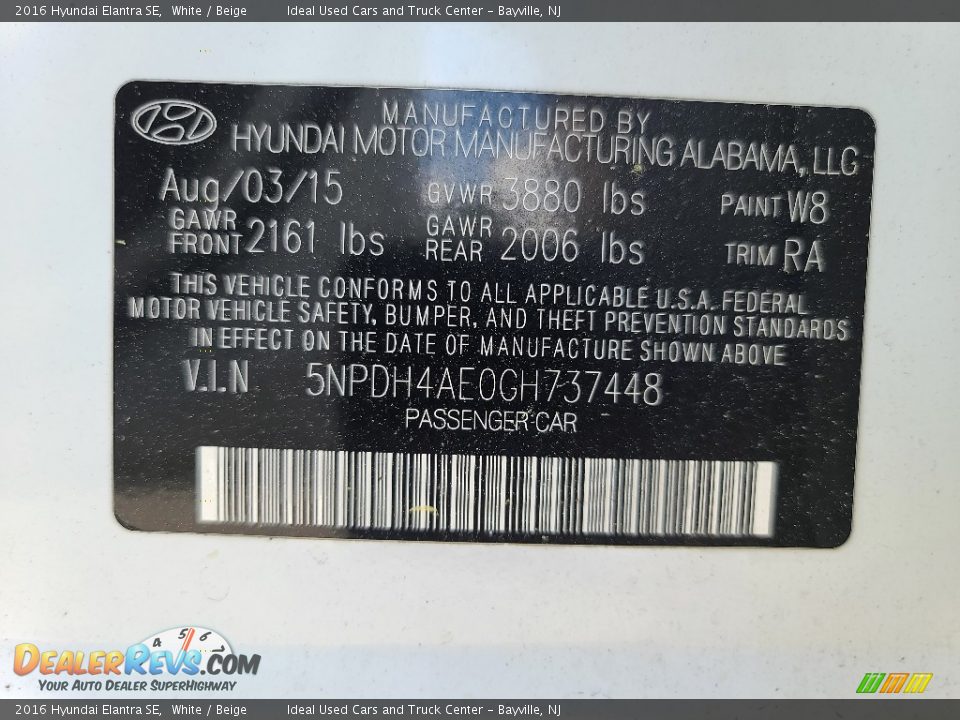 2016 Hyundai Elantra SE, White / Beige Ideal Used Cars and Truck Center - Bayville, NJ
MANUFACTURED BY
HYUNDAI MOTOR MANUFACTURING ALABAMA, LLC
Aug/03/15 GVWR 3880 lbs PAINT W8
GAWR FRONT 2161 lbs GAWR REAR 2006 lbs TRIM RA
THIS VEHICLE CONFORMS TO ALL APPLICABLE U.S.A. FEDERAL
MOTOR VEHICLE SAFETY, BUMPER, AND THEFT PREVENTION STANDARDS
IN EFFECT ON THE DATE OF MANUFACTURE SHOWN ABOVE
V.I.N 5NPDH4AE0GH737448
PASSENGER CAR
4 5 6
DEALERREVS.COM
YOUR AUTO DEALER SUPERHIGHWAY
2016 Hyundai Elantra SE, White / Beige Ideal Used Cars and Truck Center - Bayville, NJ